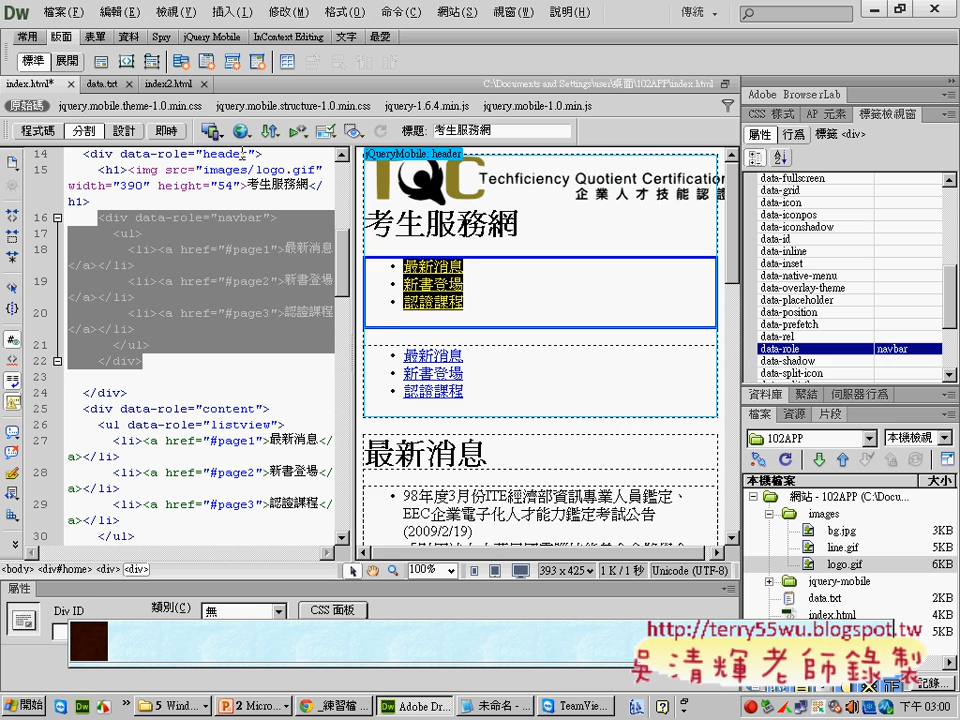 Dw 檔案(F) 編輯(E) 檢視(V) 插入(I) 修改(M) 格式(O) 命令(C) 網站(S) 視窗(W) 說明(H) 傳統
常用 版面 表單 資料 Spry jQuery Mobile InContext Editing 文字 最愛
標準 展開
index.html* data.txt index2.html C:\Documents and Settings\user\桌面\102APP\index.html
原始碼 jquery.mobile.theme-1.0.min.css jquery.mobile.structure-1.0.min.css jquery-1.6.4.min.js jquery.mobile-1.0.min.js
程式碼 分割 設計 即時 標題: 考生服務網
14 <div data-role="header">
15 <h1><img src="images/logo.gif"
width="390" height="54">考生服務網</
h1>
16 <div data-role="navbar">
17 <ul>
18 <li><a href="#page1">最新消息
</a></li>
19 <li><a href="#page2">新書登場
</a></li>
20 <li><a href="#page3">認證課程
</a></li>
21 </ul>
22 </div>
23
24 </div>
25 <div data-role="content">
26 <ul data-role="listview">
27 <li><a href="#page1">最新消息</
a></li>
28 <li><a href="#page2">新書登場</
a></li>
29 <li><a href="#page3">認證課程</
a></li>
30 </ul>
jQueryMobile: header
IQC Techficiency Quotient Certification
企業人才技能認
考生服務網
最新消息
新書登場
認證課程
最新消息
新書登場
認證課程
最新消息
98年度3月份ITE經濟部資訊專業人員鑑定、
EEC企業電子化人才能力鑑定考試公告
(2009/2/19)
<body> <div#home> <div> <div> 100% 393 x 425 1 K / 1 秒 Unicode (UTF-8)
屬性
Div ID 類別(C) 無 CSS 面板
Adobe BrowserLab
CSS 樣式 AP 元素 標籤檢視窗
屬性 行為 標籤 <div>
data-fullscreen
data-grid
data-icon
data-iconpos
data-iconshadow
data-id
data-inline
data-inset
data-native-menu
data-overlay-theme
data-placeholder
data-position
data-prefetch
data-rel
data-role navbar
data-shadow
data-split-icon
資料庫 繫結 伺服器行為
檔案 資源 片段
102APP 本機檢視
本機檔案 大小
網站 - 102APP (C:\Docu...
images
bg.jpg 3KB
line.gif 5KB
logo.gif 6KB
jquery-mobile
data.txt 2KB
index.html 4KB
5KB
http://terry55wu.blogspot.tw
吳清輝老師錄製
記錄...
開始 Dw 5 Wind... 2 Micro... _練習檔... Adobe Dr... 未命名 -... TeamVie... 下午 03:00